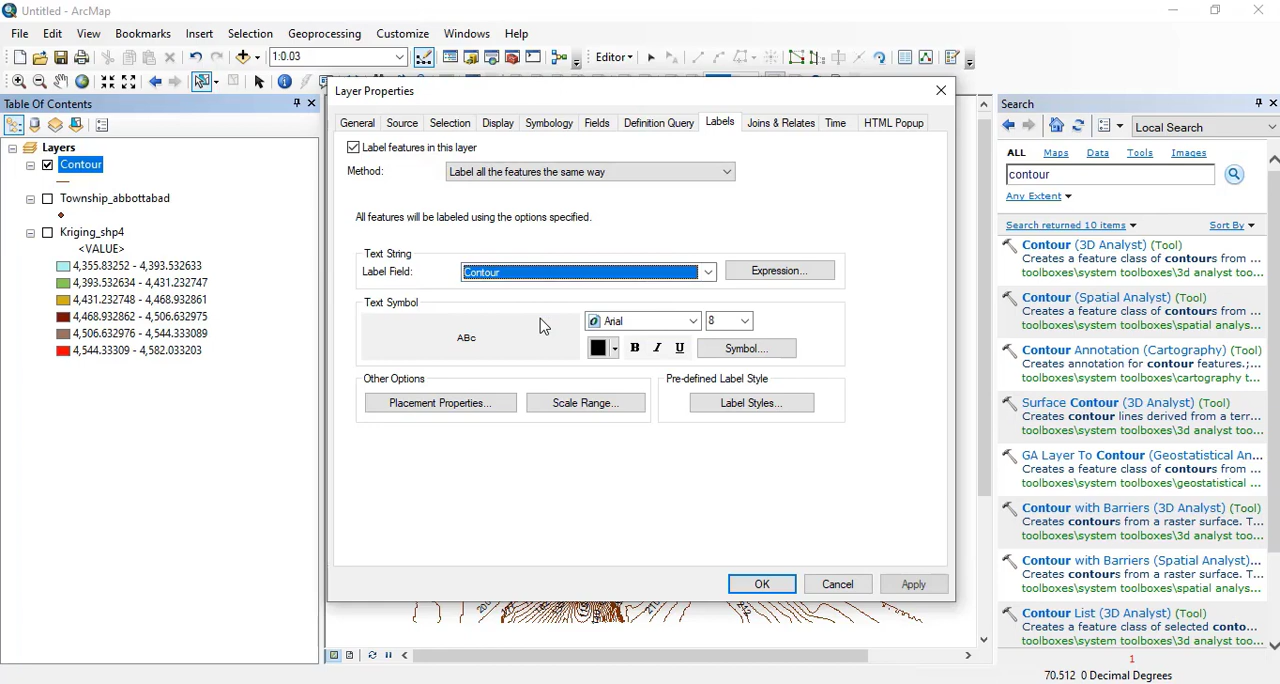 Untitled - ArcMap
File Edit View Bookmarks Insert Selection Geoprocessing Customize Windows Help
1:0.03 Editor
Table Of Contents
Layers
Contour
Township_abbottabad
Kriging_shp4
<VALUE>
4,355.83252 - 4,393.532633
4,393.532634 - 4,431.232747
4,431.232748 - 4,468.932861
4,468.932862 - 4,506.632975
4,506.632976 - 4,544.333089
4,544.33309 - 4,582.033203
Layer Properties
General Source Selection Display Symbology Fields Definition Query Labels Joins & Relates Time HTML Popup
Label features in this layer
Method: Label all the features the same way
All features will be labeled using the options specified.
Text String
Label Field: Contour Expression...
Text Symbol
ABc
Arial 8
B I U Symbol....
Other Options
Placement Properties... Scale Range...
Pre-defined Label Style
Label Styles...
OK Cancel Apply
Search
Local Search
ALL Maps Data Tools Images
contour
Any Extent
Search returned 10 items Sort By
Contour (3D Analyst) (Tool)
Creates a feature class of contours from ...
toolboxes\system toolboxes\3d analyst too...
Contour (Spatial Analyst) (Tool)
Creates a feature class of contours from ...
toolboxes\system toolboxes\spatial analys...
Contour Annotation (Cartography) (Tool)
Creates annotation for contour features.;...
toolboxes\system toolboxes\cartography t...
Surface Contour (3D Analyst) (Tool)
Creates contour lines derived from a terr...
toolboxes\system toolboxes\3d analyst too...
GA Layer To Contour (Geostatistical An...
Creates a feature class of contours from ...
toolboxes\system toolboxes\geostatistical ...
Contour with Barriers (3D Analyst) (Tool)
Creates contours from a raster surface. T...
toolboxes\system toolboxes\3d analyst too...
Contour with Barriers (Spatial Analyst)...
Creates contours from a raster surface. T...
toolboxes\system toolboxes\spatial analys...
Contour List (3D Analyst) (Tool)
Creates a feature class of selected conto...
toolboxes\system toolboxes\3d analyst too...
1
70.512 0 Decimal Degrees